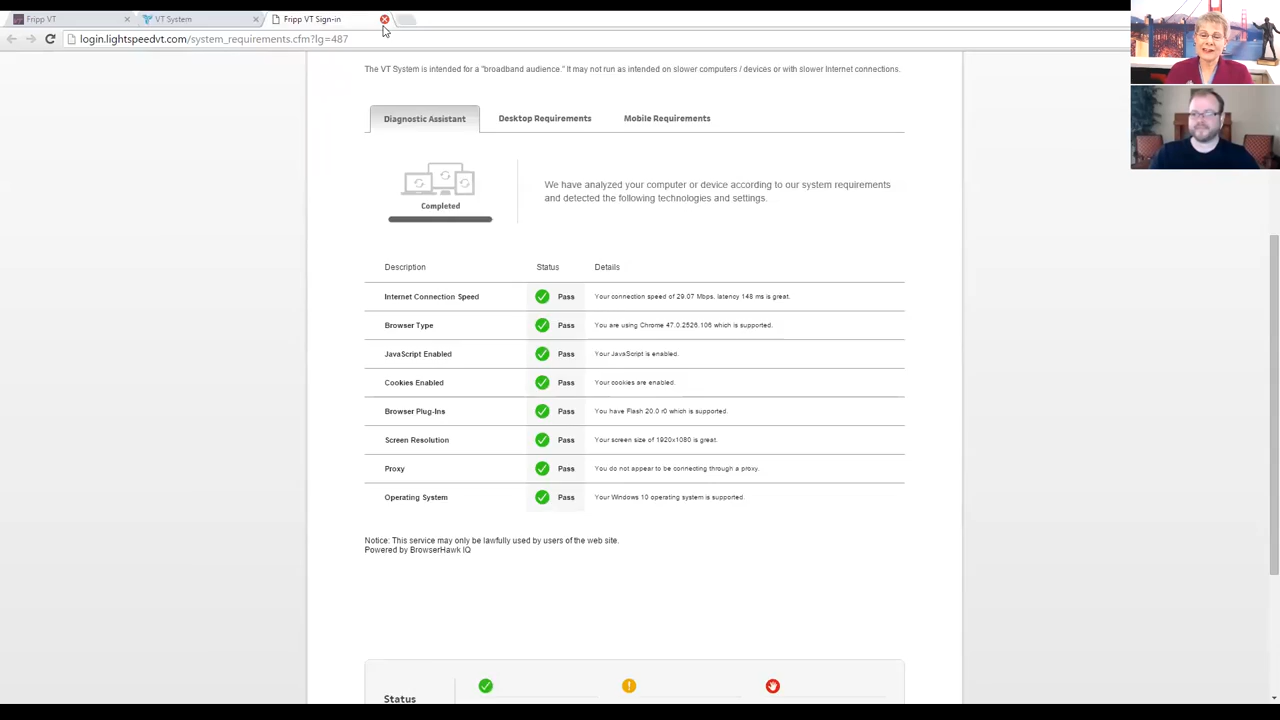 Fripp VT
VT System
Fripp VT Sign-in
login.lightspeedvt.com/system_requirements.cfm?lg=487
The VT System is intended for a "broadband audience." It may not run as intended on slower computers / devices or with slower Internet connections.
Diagnostic Assistant
Desktop Requirements
Mobile Requirements
Completed
We have analyzed your computer or device according to our system requirements
and detected the following technologies and settings.
Description Status Details
Internet Connection Speed Pass Your connection speed of 29.07 Mbps, latency 148 ms is great.
Browser Type Pass You are using Chrome 47.0.2526.106 which is supported.
JavaScript Enabled Pass Your JavaScript is enabled.
Cookies Enabled Pass Your cookies are enabled.
Browser Plug-Ins Pass You have Flash 20.0 r0 which is supported.
Screen Resolution Pass Your screen size of 1920x1080 is great.
Proxy Pass You do not appear to be connecting through a proxy.
Operating System Pass Your Windows 10 operating system is supported.
Notice: This service may only be lawfully used by users of the web site.
Powered by BrowserHawk IQ
Status